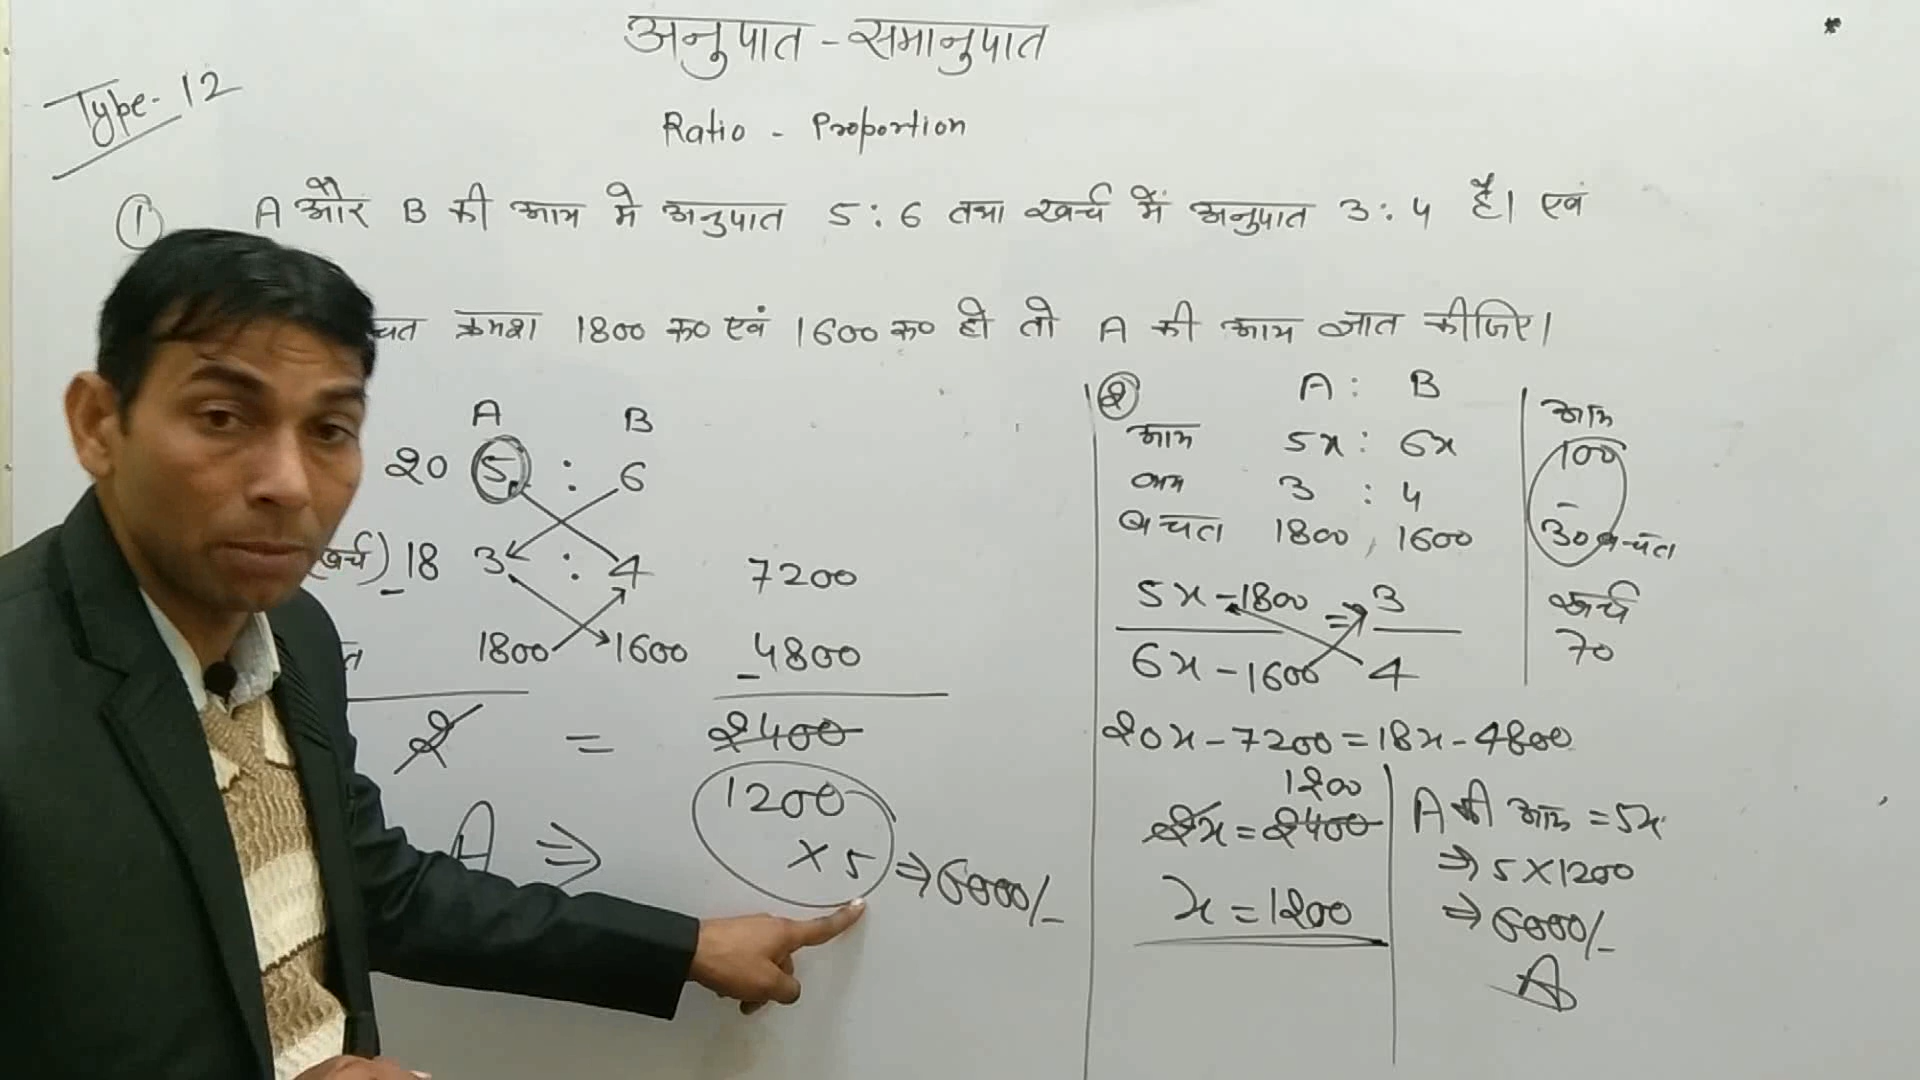 अनुपात - समानुपात
Type - 12
Ratio - Proportion
① A और B की आय मे अनुपात 5 : 6 तथा खर्च में अनुपात 3 : 4 है। एवं
चत क्रमश 1800 रू० एवं 1600 रू० हो तो A की आय ज्ञात कीजिए।
A B
20 5 : 6
खर्च) 18 3 : 4 7200
त 1800 1600 - 4800
2 = 2400
1200
A ⇒ × 5 ⇒ 6000/-
② A : B
आय 5x : 6x
व्यय 3 : 4
बचत 1800 , 1600
5x - 1800 = 3
6x - 1600 4
20x - 7200 = 18x - 4800
1200
2x = 2400
x = 1200
आय
100
-
30 बचत
खर्च
70
A की आय = 5x
⇒ 5 × 1200
⇒ 6000/-
A